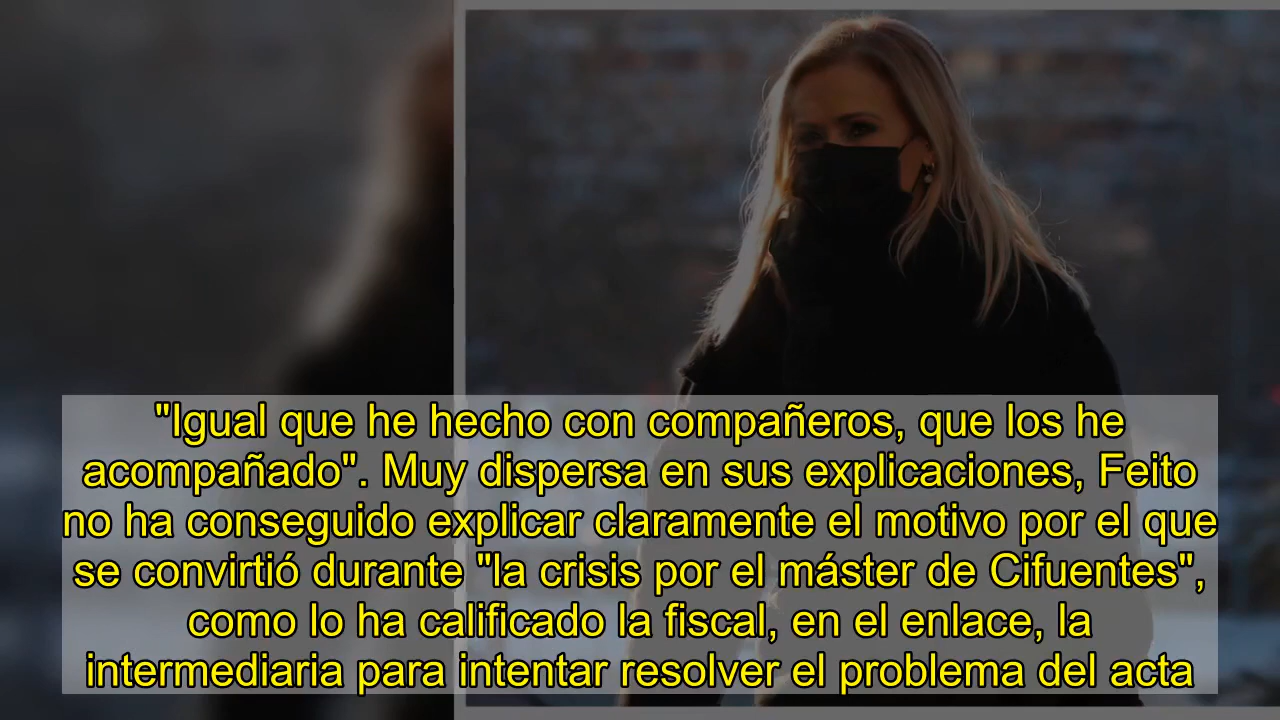 "Igual que he hecho con compañeros, que los he
acompañado". Muy dispersa en sus explicaciones, Feito
no ha conseguido explicar claramente el motivo por el que
se convirtió durante "la crisis por el máster de Cifuentes",
como lo ha calificado la fiscal, en el enlace, la
intermediaria para intentar resolver el problema del acta